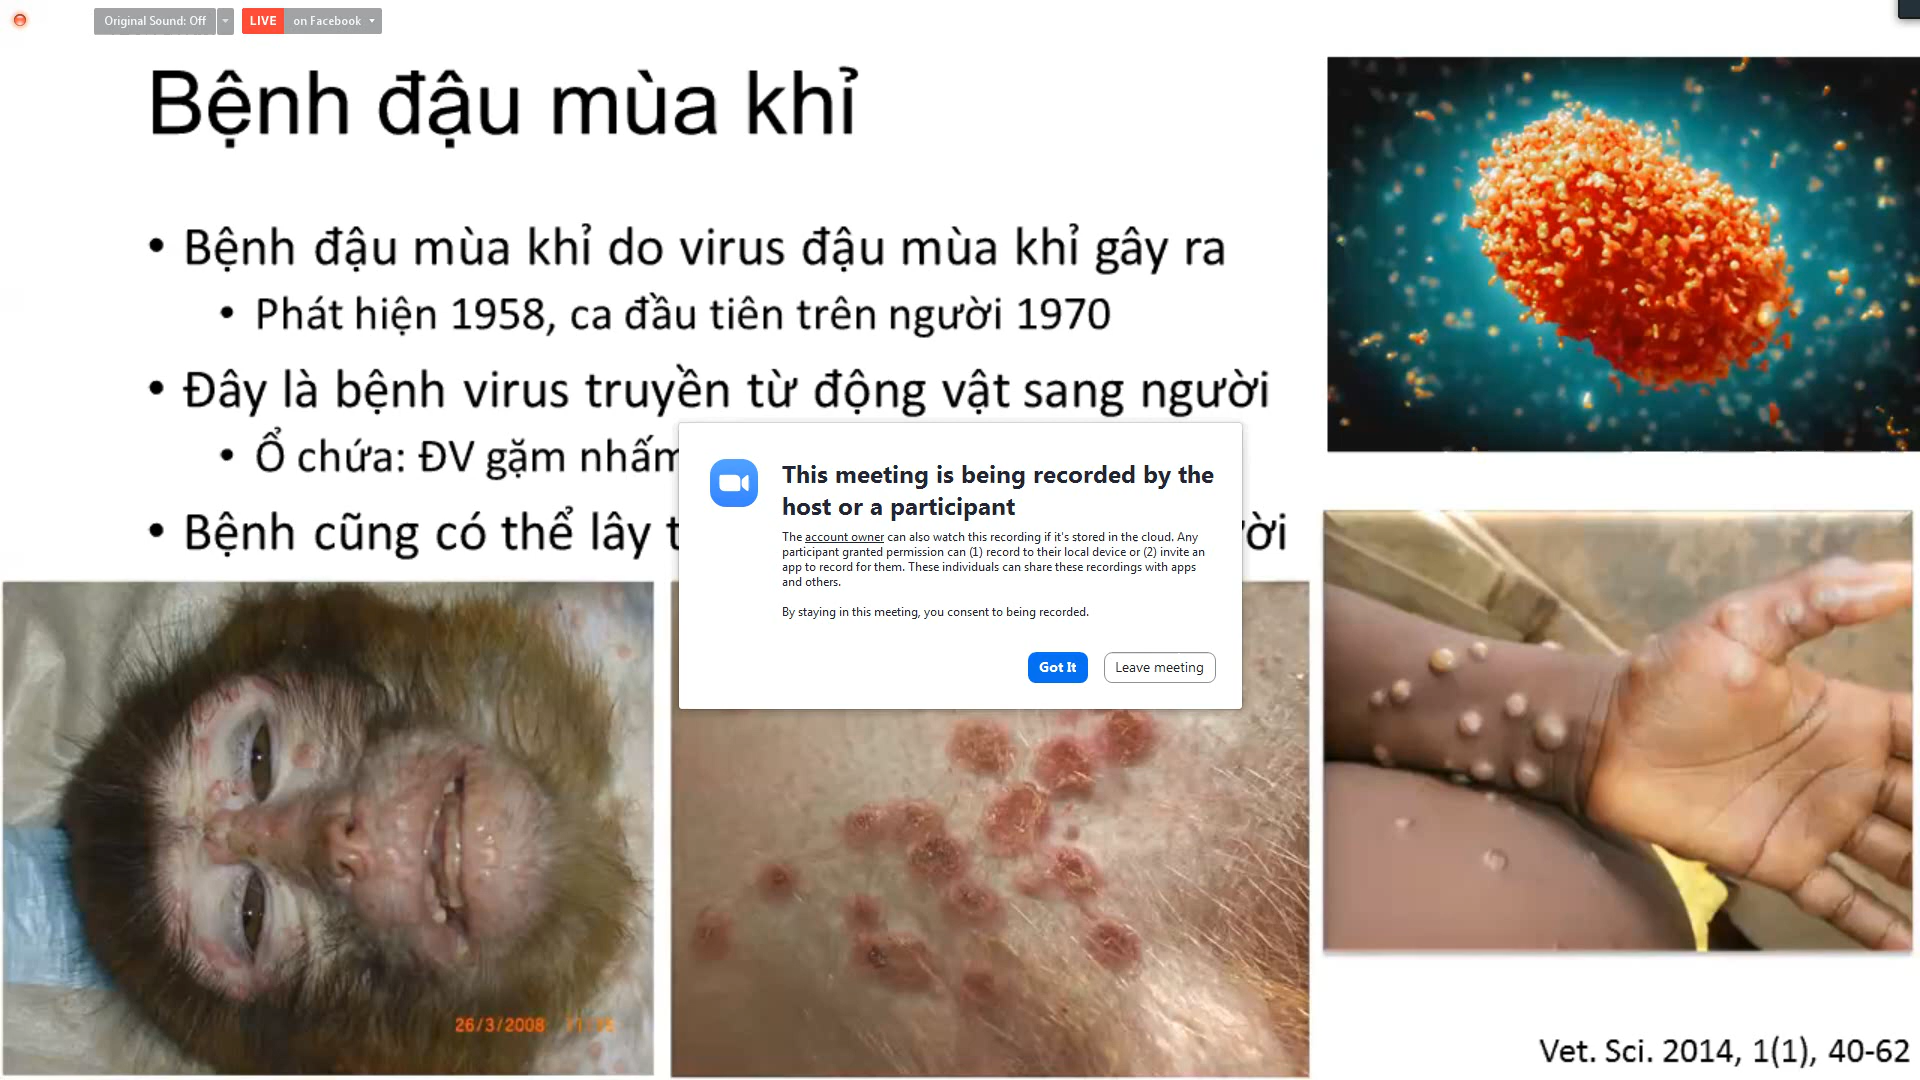 Original Sound: Off
LIVE on Facebook
Bệnh đậu mùa khỉ
• Bệnh đậu mùa khỉ do virus đậu mùa khỉ gây ra
• Phát hiện 1958, ca đầu tiên trên người 1970
• Đây là bệnh virus truyền từ động vật sang người
• Ổ chứa: ĐV gặm nhấm
• Bệnh cũng có thể lây
This meeting is being recorded by the
host or a participant
The account owner can also watch this recording if it's stored in the cloud. Any
participant granted permission can (1) record to their local device or (2) invite an
app to record for them. These individuals can share these recordings with apps
and others.
By staying in this meeting, you consent to being recorded.
Got It
Leave meeting
26/3/2008
Vet. Sci. 2014, 1(1), 40-62